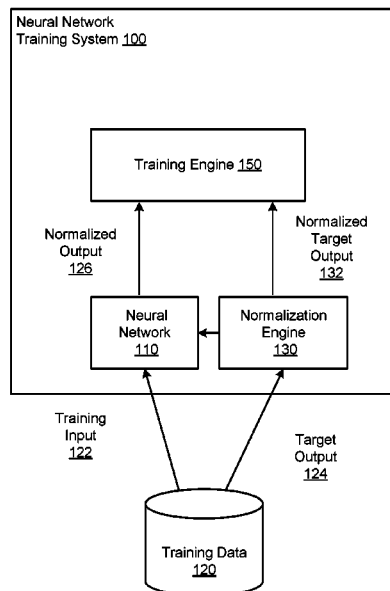 Neural Network
Training System 100
Training Engine 150
Normalized
Output
126
Normalized
Target
Output
132
Neural
Network
110
Normalization
Engine
130
Training
Input
122
Target
Output
124
Training Data
120